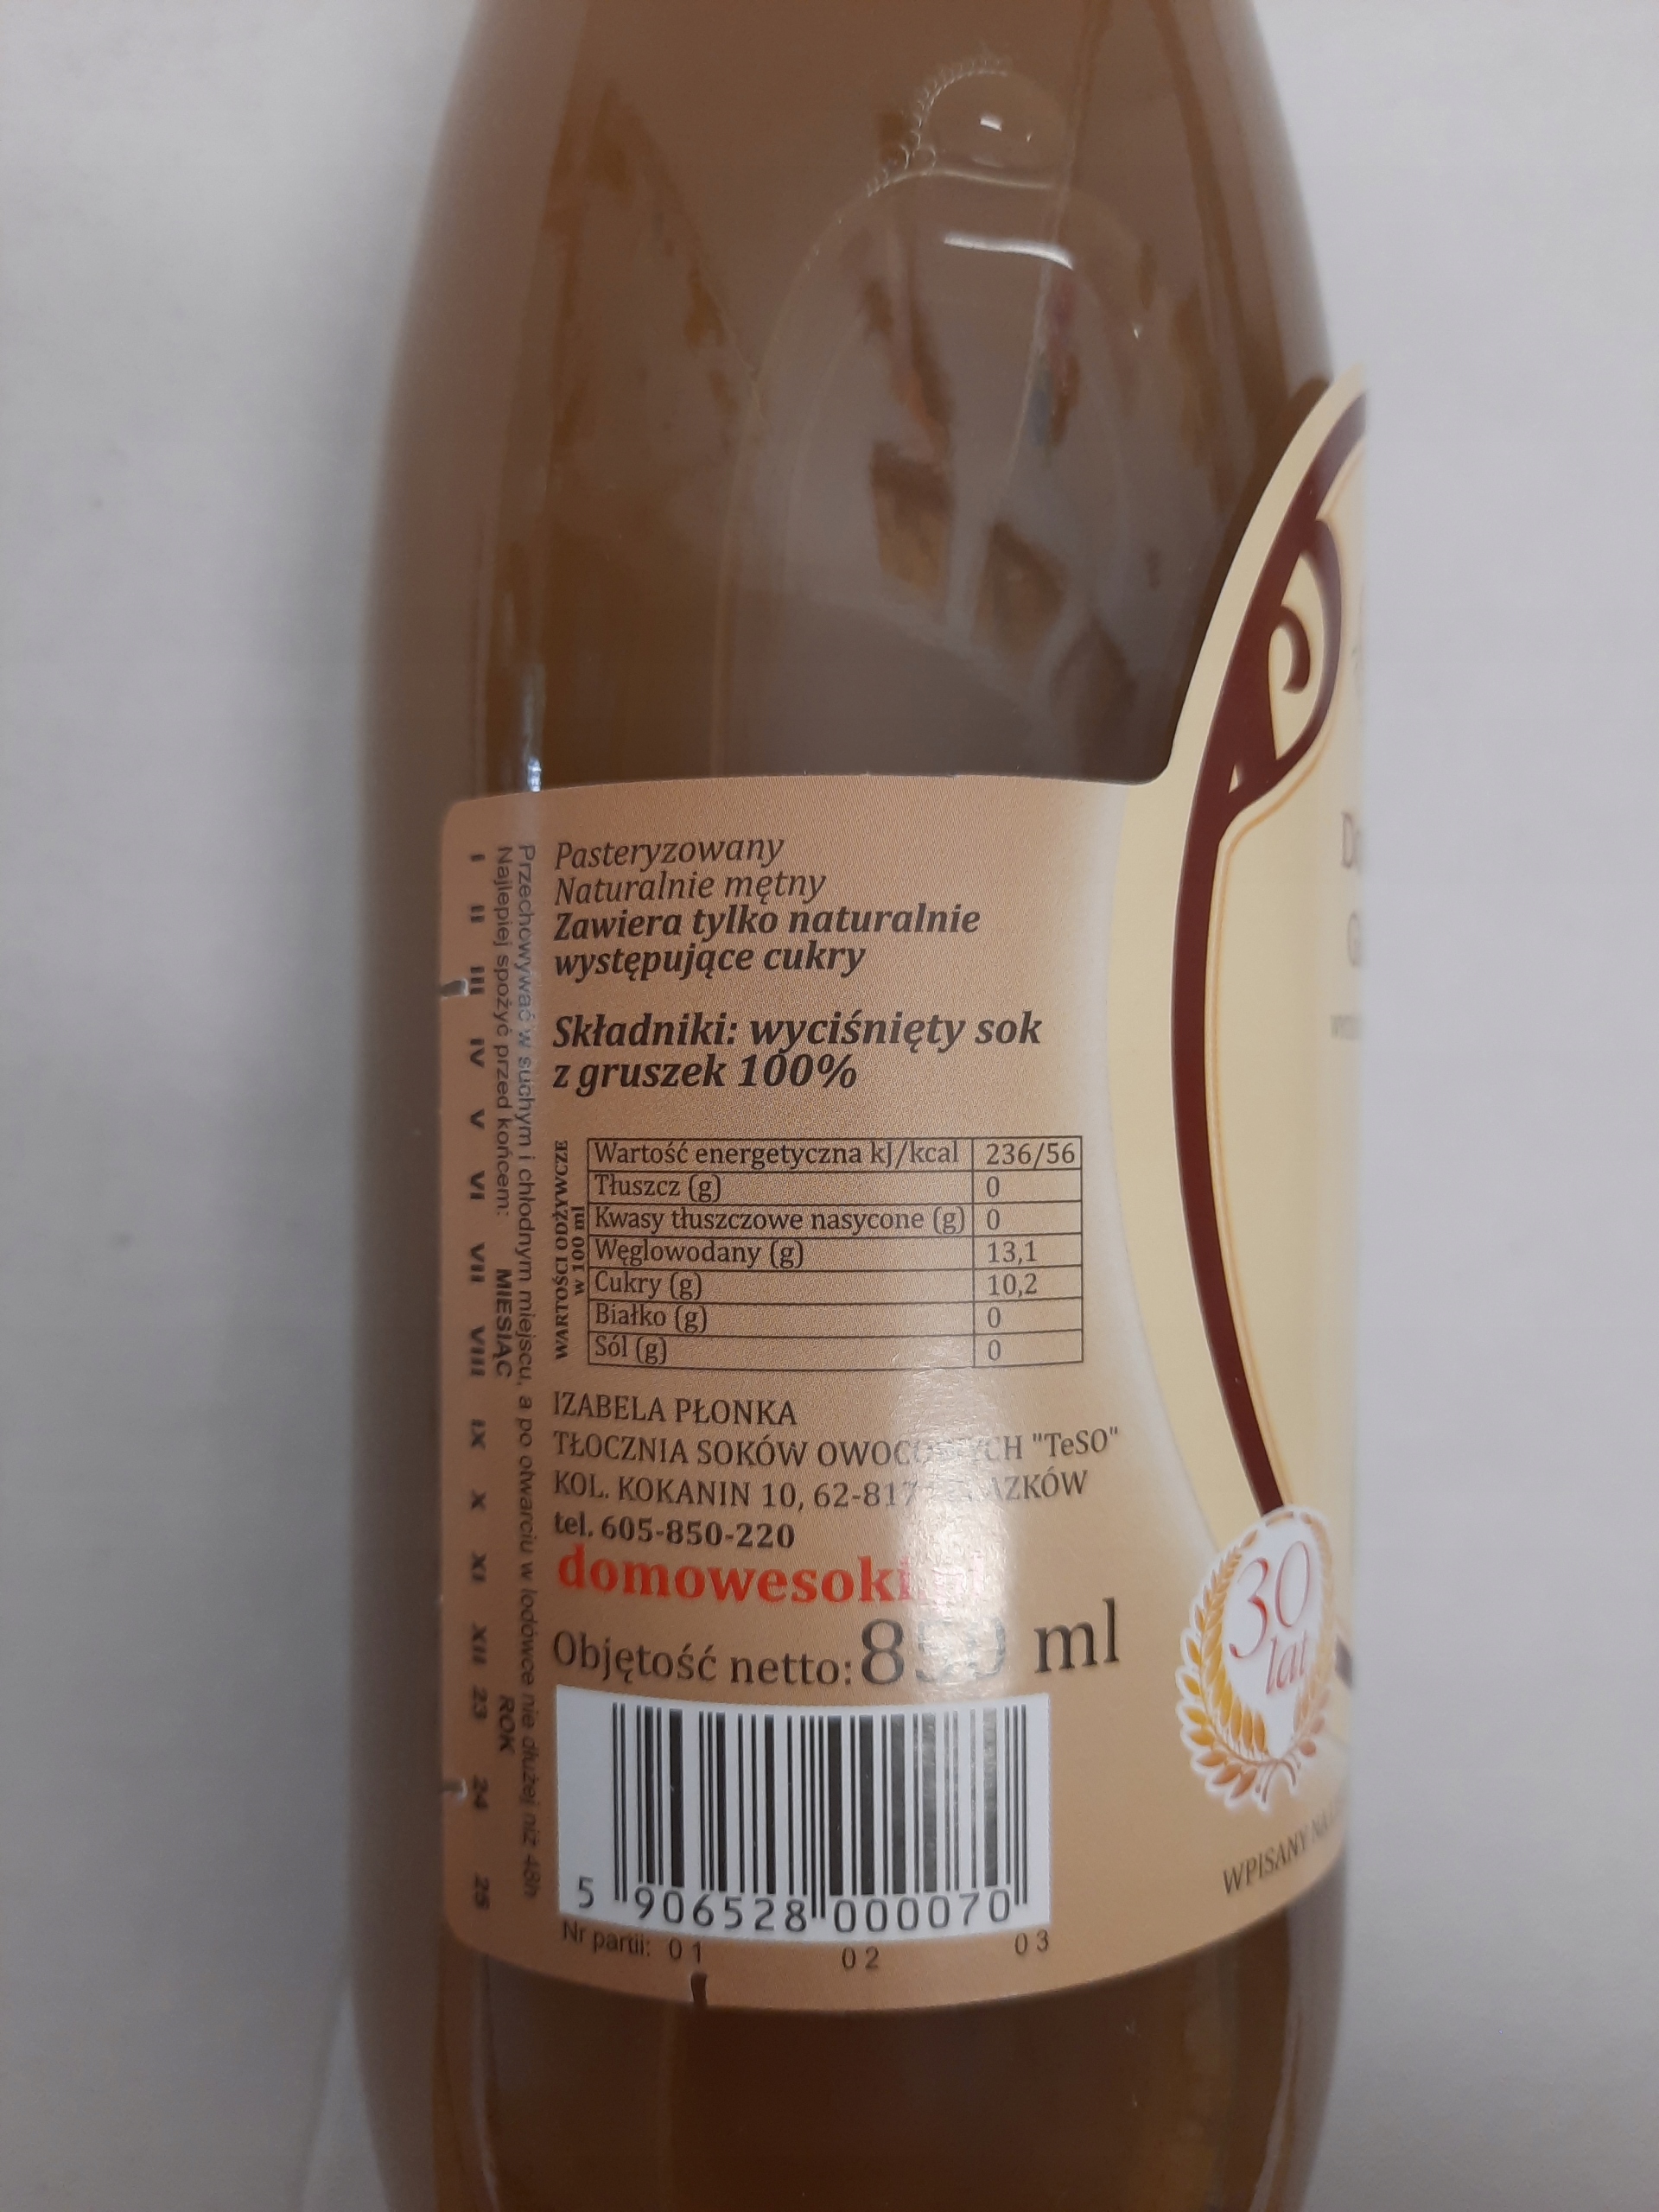 Pasteryzowany
Naturalnie mętny
Zawiera tylko naturalnie
występujące cukry
Składniki: wyciśnięty sok
z gruszek 100%
WARTOŚCI ODŻYWCZE
w 100 ml
Wartość energetyczna kJ/kcal 236/56
Tłuszcz (g) 0
Kwasy tłuszczowe nasycone (g) 0
Węglowodany (g) 13,1
Cukry (g) 10,2
Białko (g) 0
Sól (g) 0
IZABELA PŁONKA
TŁOCZNIA SOKÓW "TeSO"
KOL. KOKANIN 10, 62-817
tel. 605-850-220
domowesoki
Objętość netto: ml
5 906528 000070
Nr partii: 01 02 03
Przechowywać w suchym i chłodnym miejscu, a po otwarciu w lodówce nie dłużej niż 48h
Najlepiej spożyć przed końcem: MIESIĄC ROK
I II III IV V VI VII VIII IX X XI XII 23 24 25
30
lat
WPISANY